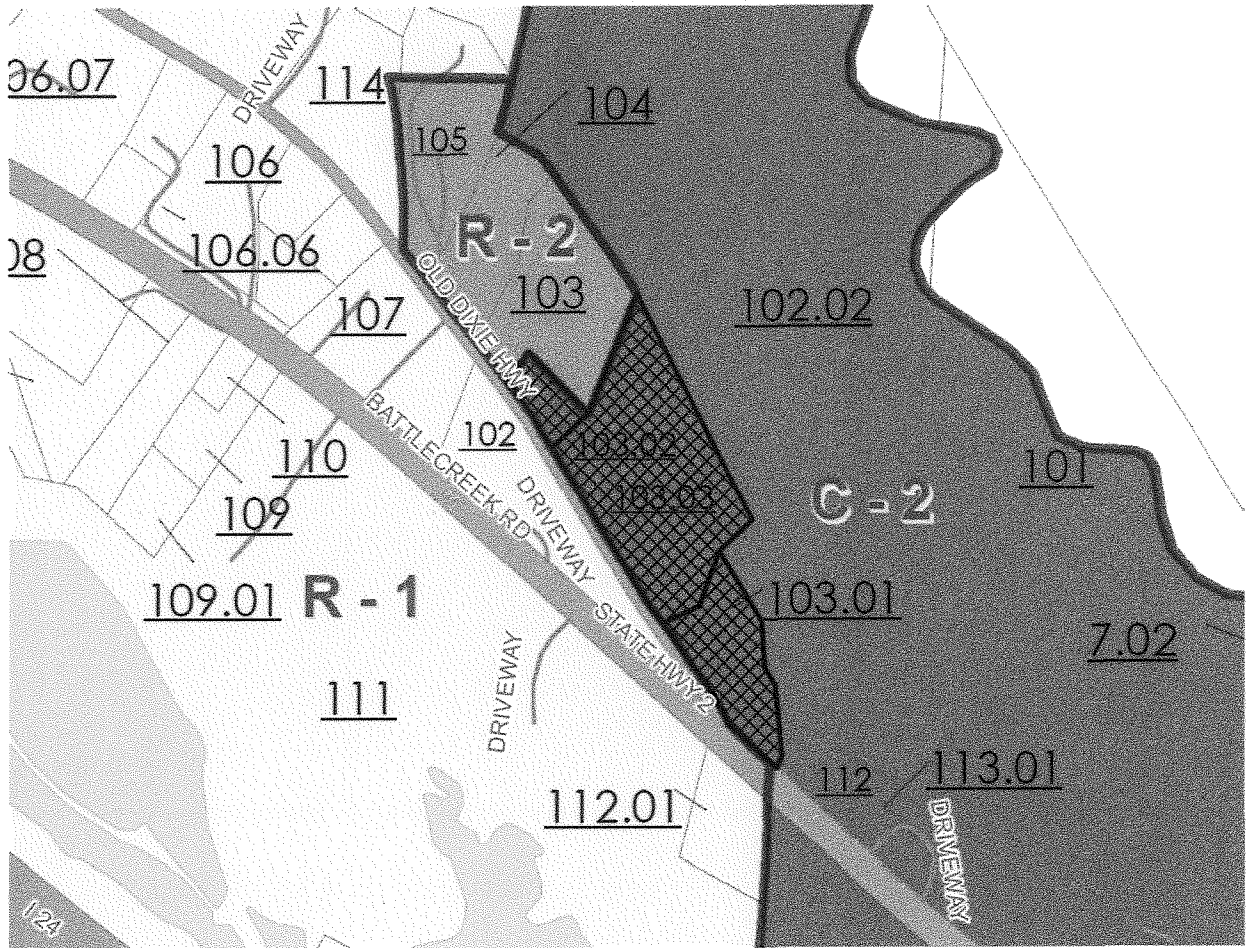 06.07
DRIVEWAY
114
104
105
106
R - 2
106.06
08
OLD DIXIE HWY
103
102.02
107
BATTLECREEK RD
102
103.02
110
101
103.03
C - 2
109
DRIVEWAY
109.01
R - 1
103.01
STATE HWY 2
7.02
DRIVEWAY
111
112
113.01
112.01
DRIVEWAY
I 24